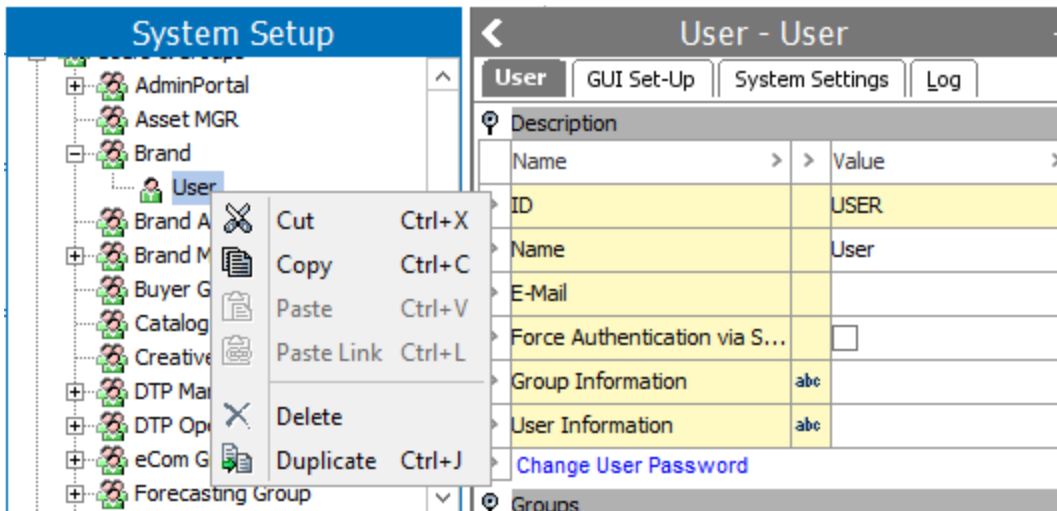 System Setup
AdminPortal
Asset MGR
Brand
User
Brand A
Brand M
Buyer G
Catalog
Creative
DTP Ma
DTP Op
eCom G
Forecasting Group
Cut Ctrl+X
Copy Ctrl+C
Paste Ctrl+V
Paste Link Ctrl+L
Delete
Duplicate Ctrl+J
User - User
User GUI Set-Up System Settings Log
Description
Name > > Value >
ID USER
Name User
E-Mail
Force Authentication via S...
Group Information abc
User Information abc
Change User Password
Groups